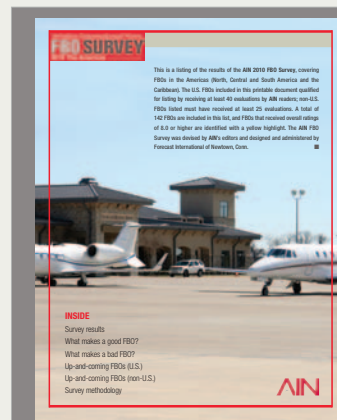 FBO SURVEY
2010 The Americas
This is a listing of the results of the AIN 2010 FBO Survey, covering
FBOs in the Americas (North, Central and South America and the
Caribbean). The U.S. FBOs included in this printable document qualified
for listing by receiving at least 40 evaluations by AIN readers; non-U.S.
FBOs listed must have received at least 25 evaluations. A total of
142 FBOs are included in this list, and FBOs that received overall ratings
of 8.0 or higher are identified with a yellow highlight. The AIN FBO
Survey was devised by AIN's editors and designed and administered by
Forecast International of Newtown, Conn.
INSIDE
Survey results
What makes a good FBO?
What makes a bad FBO?
Up-and-coming FBOs (U.S.)
Up-and-coming FBOs (non-U.S.)
Survey methodology
AIN